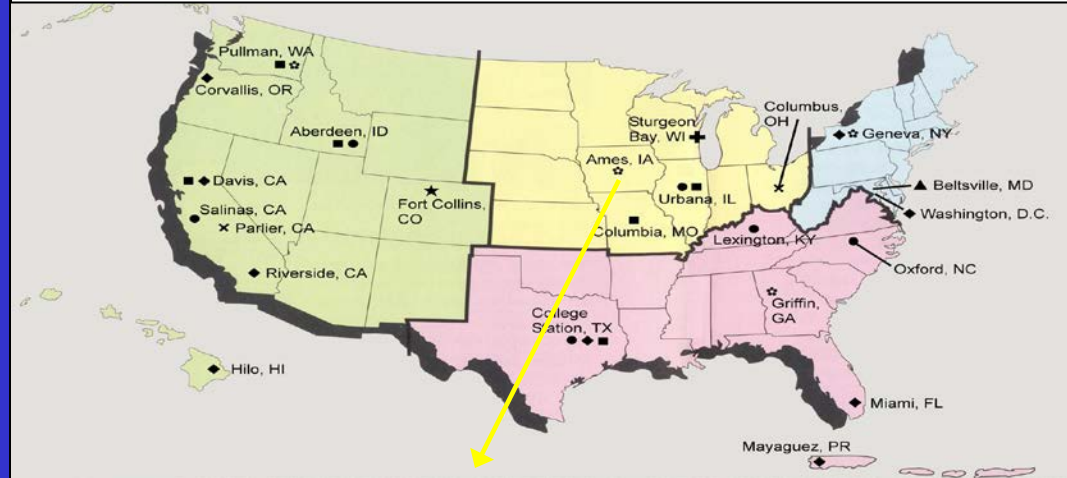 Pullman, WA
Corvallis, OR
Aberdeen, ID
Davis, CA
Salinas, CA
Parlier, CA
Riverside, CA
Fort Collins,
CO
Hilo, HI
Sturgeon
Bay, WI
Ames, IA
Urbana, IL
Columbia, MO
Columbus,
OH
Geneva, NY
Beltsville, MD
Washington, D.C.
Lexington, KY
Oxford, NC
Griffin,
GA
College
Station, TX
Miami, FL
Mayaguez, PR